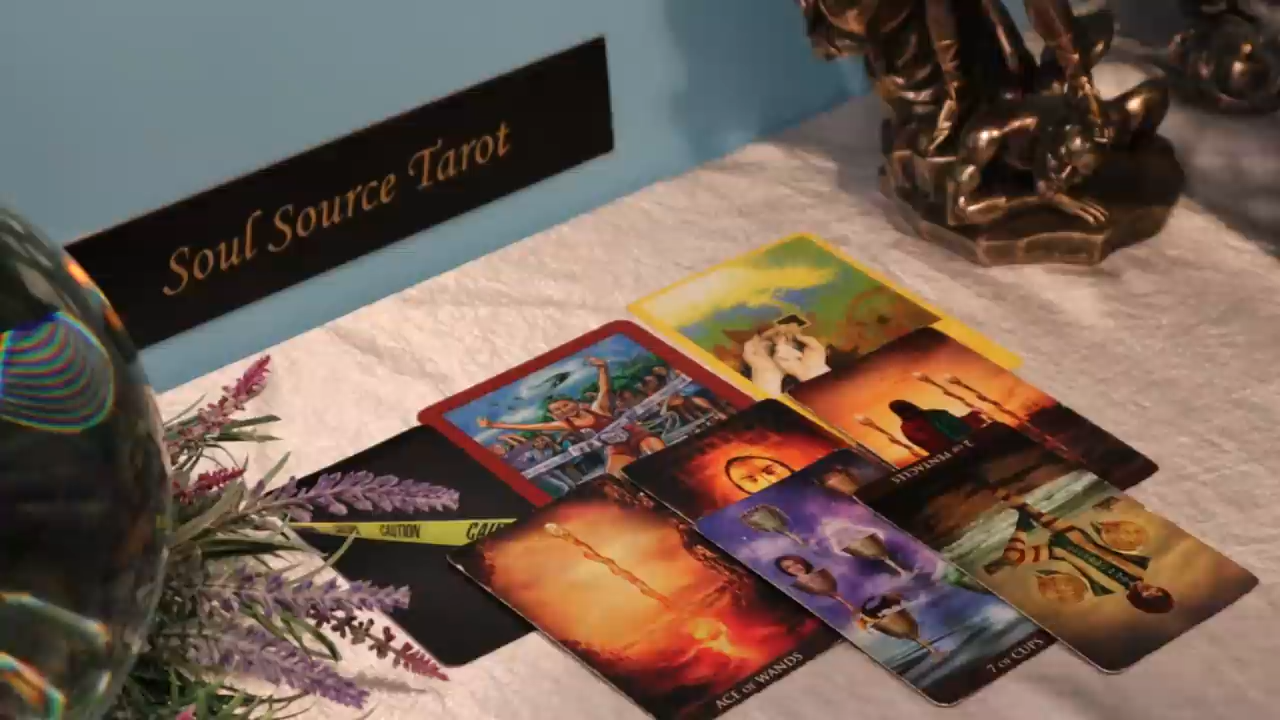 Soul Source Tarot
CAUTION
CAU
ACE OF WANDS
7 OF CUPS